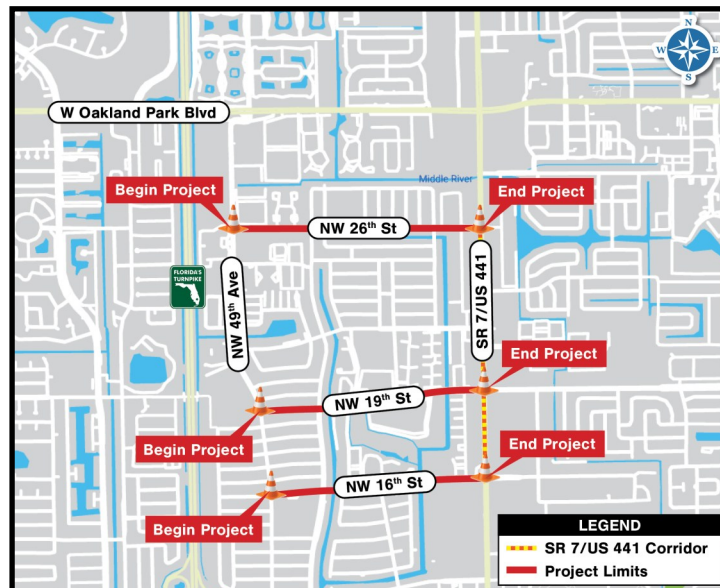 N
W E
S
W Oakland Park Blvd
Middle River
Begin Project
End Project
NW 26th St
FLORIDA'S
TURNPIKE
NW 49th Ave
SR 7/US 441
End Project
NW 19th St
Begin Project
End Project
NW 16th St
Begin Project
LEGEND
SR 7/US 441 Corridor
Project Limits